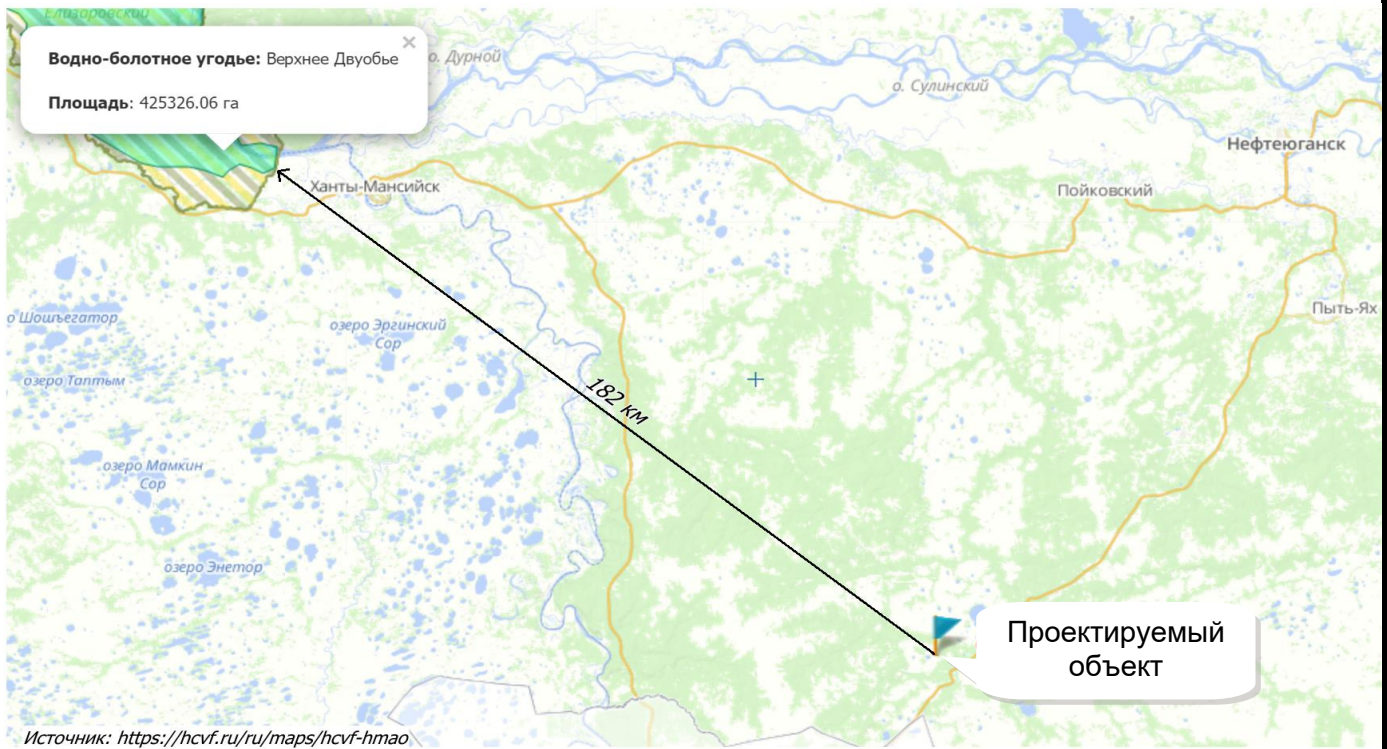 Елизаровский
Водно-болотное угодье: Верхнее Двуобье
×
Площадь: 425326.06 га
о. Дурной
о. Сулинский
Нефтеюганск
Ханты-Мансийск
Пойковский
о Шошъегатор
озеро Эргинский
Сор
Пыть-Ях
озеро Таптым
182 км
озеро Мамкин
Сор
озеро Энетор
Проектируемый
объект
Источник: https://hcvf.ru/ru/maps/hcvf-hmao